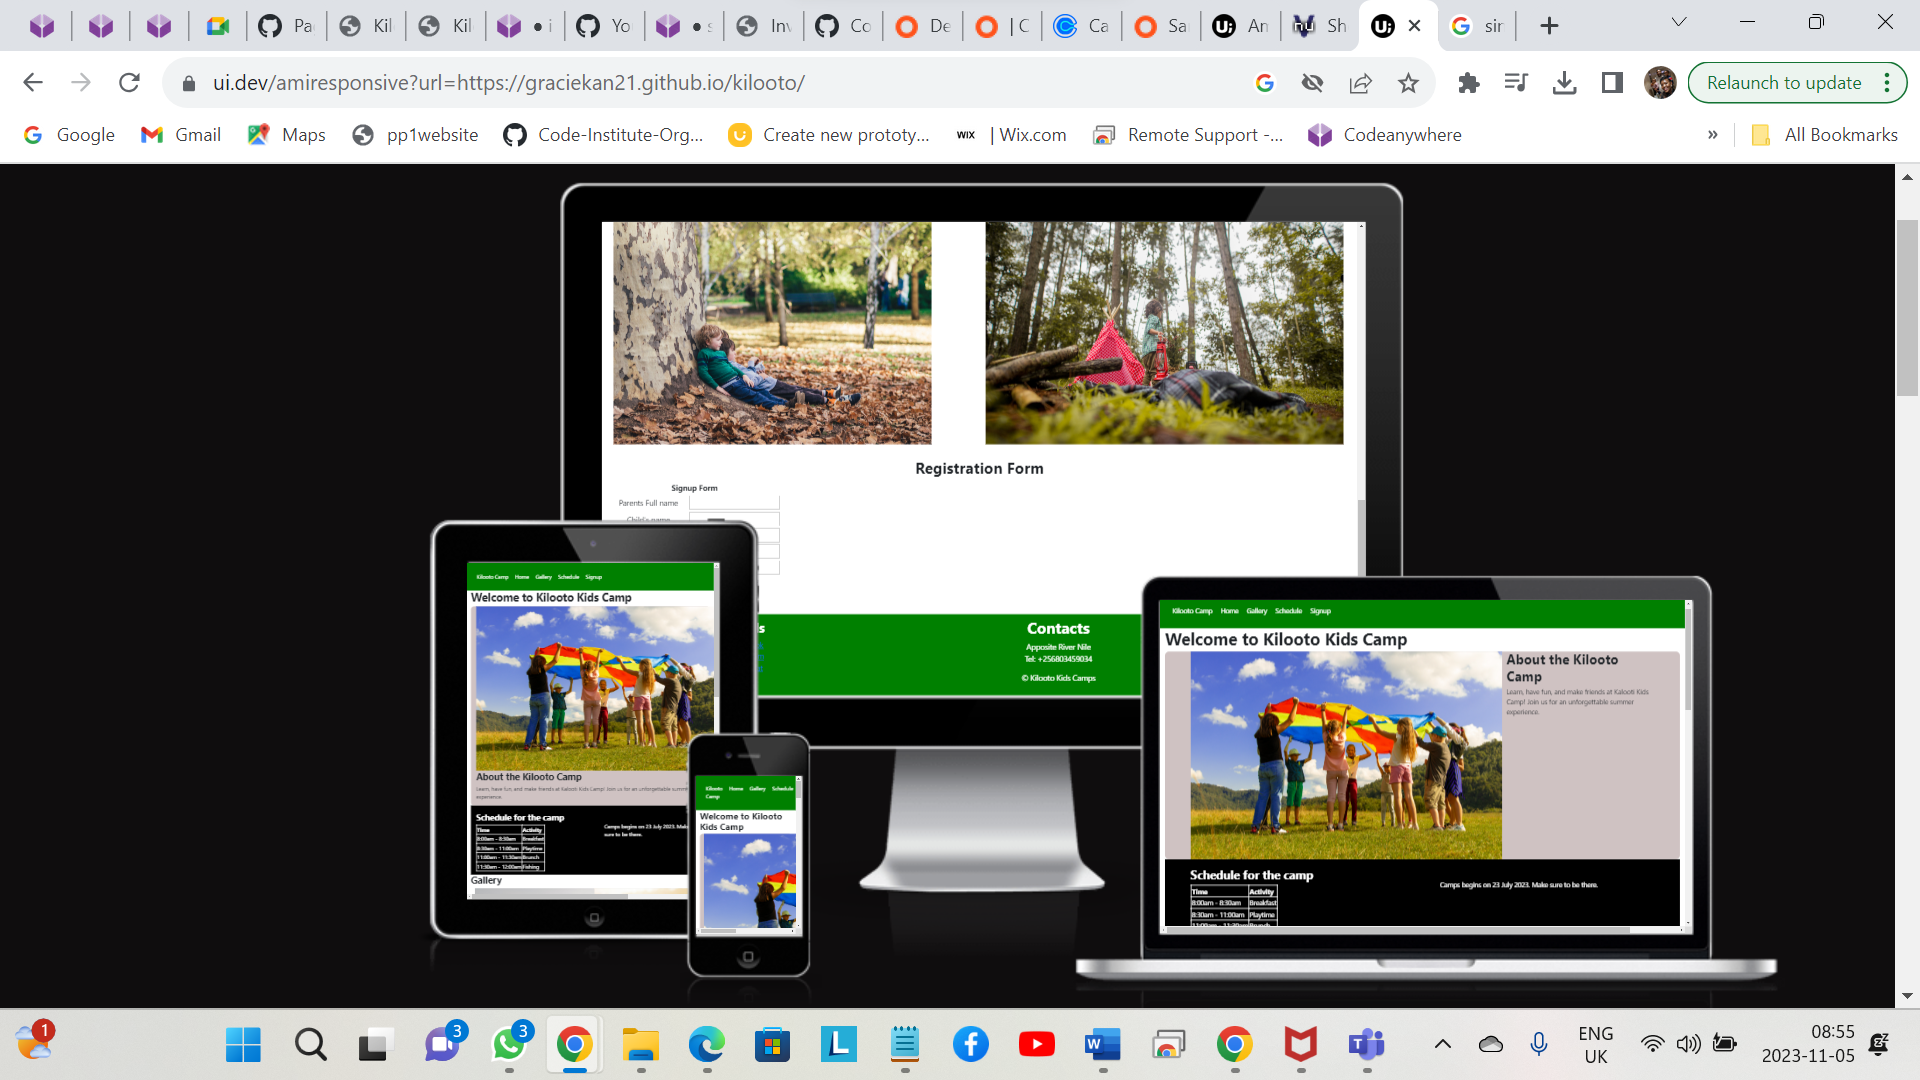 Pa
Kil
Kil
i
Yo
s
Inv
Co
De
| C
Ca
Sa
An
Sh
sir
ui.dev/amiresponsive?url=https://graciekan21.github.io/kilooto/
Relaunch to update
Google
Gmail
Maps
pp1website
Code-Institute-Org...
Create new prototy...
WIX | Wix.com
Remote Support -...
Codeanywhere
»
All Bookmarks
Registration Form
Signup Form
Parents Full name
Child's name
Contacts
Apposite River Nile
Tel: +256803459034
© Kilooto Kids Camps
Kilooto Camp Home Gallery Schedule Signup
Welcome to Kilooto Kids Camp
About the Kilooto Camp
Learn, have fun, and make friends at Kalooti Kids Camp! Join us for an unforgettable summ
experience.
Schedule for the camp
Time Activity
8:00am - 8:30am Breakfast
8:30am - 11:00am Playtime
11:00am - 11:30am Brunch
11:30am - 12:00am Fishing
Camps begins on 23 July 2023. Make
sure to be there.
Gallery
Kilooto Camp Home Gallery Schedule
Welcome to Kilooto
Kids Camp
Kilooto Camp Home Gallery Schedule Signup
Welcome to Kilooto Kids Camp
About the Kilooto
Camp
Learn, have fun, and make friends at Kalooti Kids
Camp! Join us for an unforgettable summer
experience.
Schedule for the camp
Time Activity
8:00am - 8:30am Breakfast
8:30am - 11:00am Playtime
11:00am - 11:30am Brunch
Camps begins on 23 July 2023. Make sure to be there.
1
3
3
L
W
ENG
UK
08:55
2023-11-05